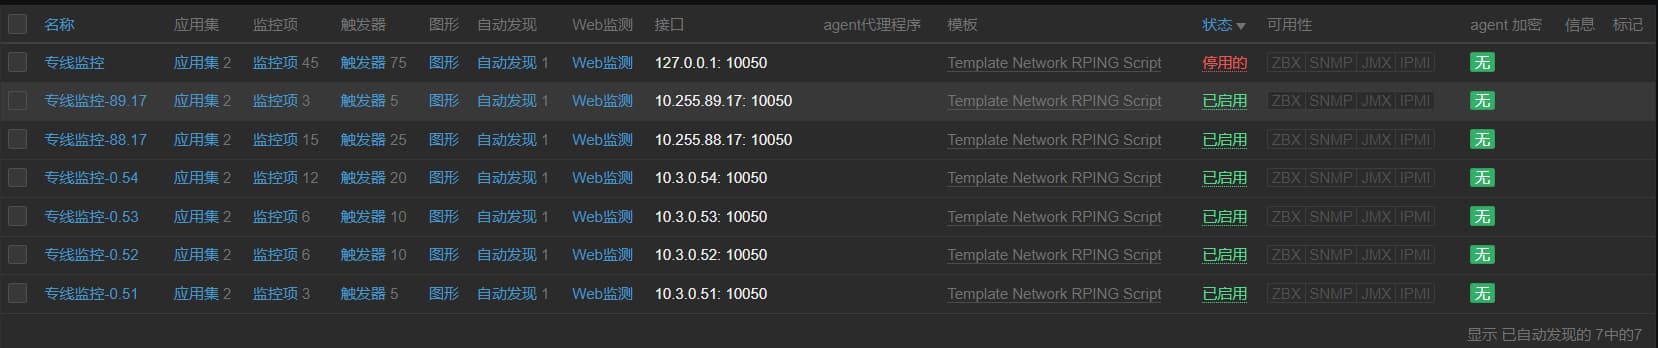 名称 应用集 监控项 触发器 图形 自动发现 Web监测 接口 agent代理程序 模板 状态 可用性 agent 加密 信息 标记
专线监控 应用集 2 监控项 45 触发器 75 图形 自动发现 1 Web监测 127.0.0.1: 10050 Template Network RPING Script 停用的 ZBX SNMP JMX IPMI 无
专线监控-89.17 应用集 2 监控项 3 触发器 5 图形 自动发现 1 Web监测 10.255.89.17: 10050 Template Network RPING Script 已启用 ZBX SNMP JMX IPMI 无
专线监控-88.17 应用集 2 监控项 15 触发器 25 图形 自动发现 1 Web监测 10.255.88.17: 10050 Template Network RPING Script 已启用 ZBX SNMP JMX IPMI 无
专线监控-0.54 应用集 2 监控项 12 触发器 20 图形 自动发现 1 Web监测 10.3.0.54: 10050 Template Network RPING Script 已启用 ZBX SNMP JMX IPMI 无
专线监控-0.53 应用集 2 监控项 6 触发器 10 图形 自动发现 1 Web监测 10.3.0.53: 10050 Template Network RPING Script 已启用 ZBX SNMP JMX IPMI 无
专线监控-0.52 应用集 2 监控项 6 触发器 10 图形 自动发现 1 Web监测 10.3.0.52: 10050 Template Network RPING Script 已启用 ZBX SNMP JMX IPMI 无
专线监控-0.51 应用集 2 监控项 3 触发器 5 图形 自动发现 1 Web监测 10.3.0.51: 10050 Template Network RPING Script 已启用 ZBX SNMP JMX IPMI 无
显示 已自动发现的 7中的7